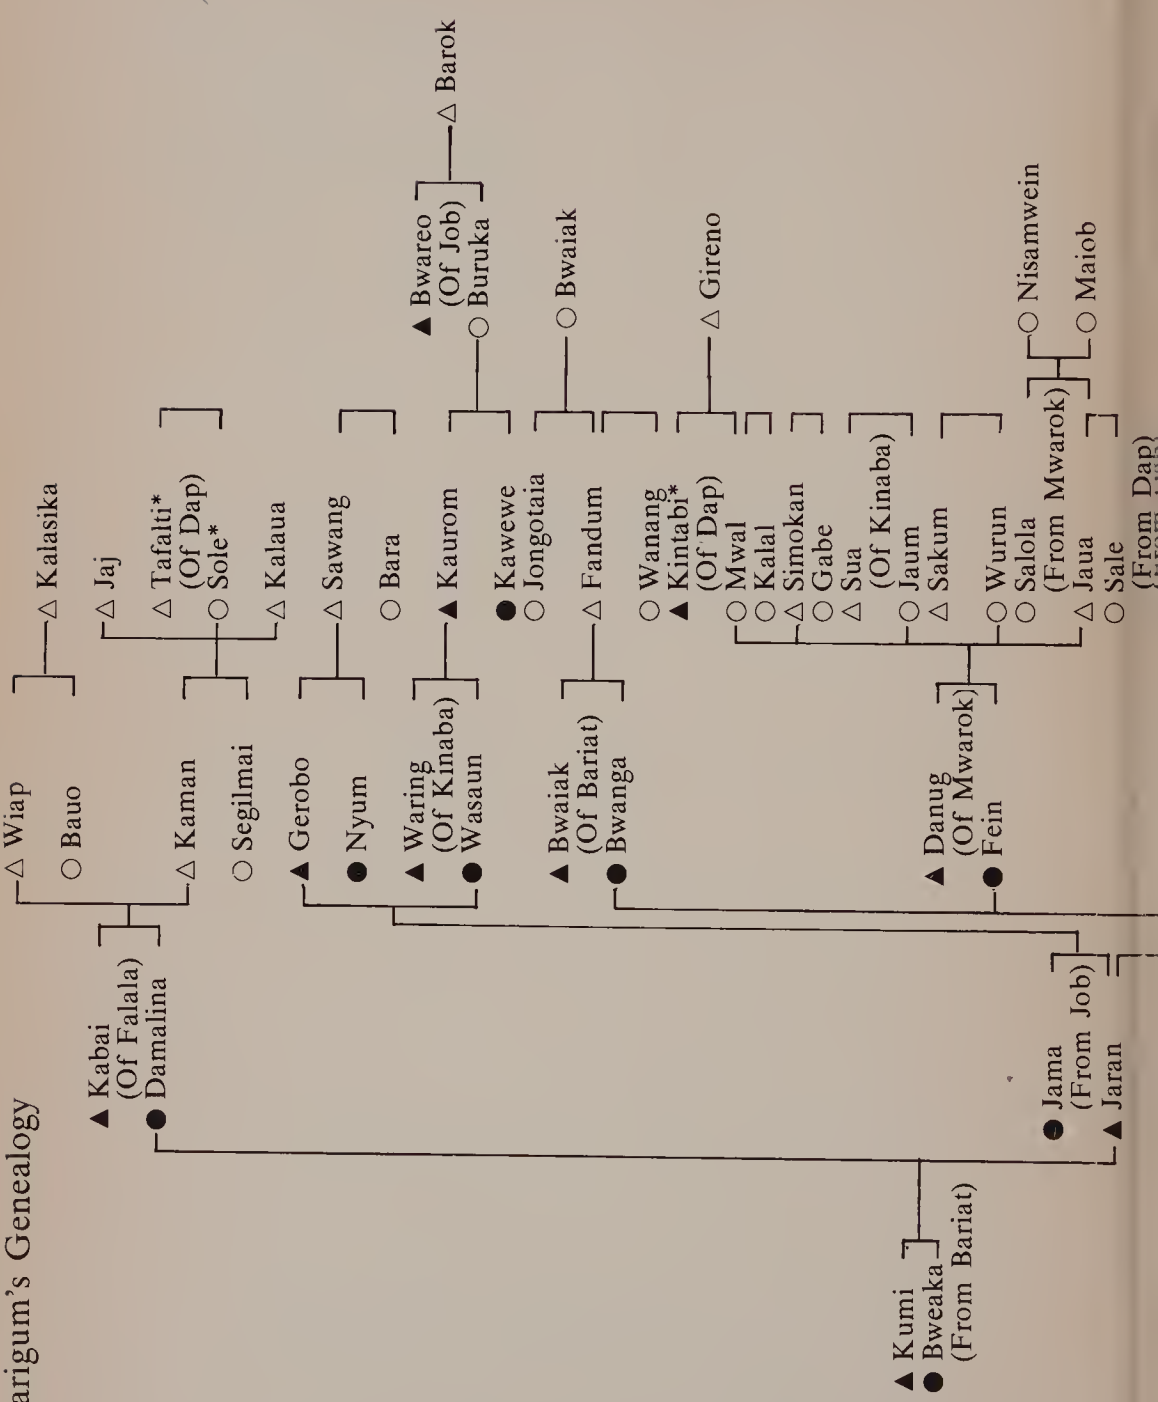 arigum's Genealogy
△ Wiap
○ Bauo
△ Kalasika
▲ Kabai
(Of Falala)
● Damalina
△ Kaman
○ Segilmai
△ Jaj
△ Tafalti*
(Of Dap)
○ Sole*
△ Kalaua
▲ Gerobo
● Nyum
△ Sawang
○ Bara
▲ Waring
(Of Kinaba)
● Wasaun
▲ Kaurom
● Kawewe
▲ Bwareo
(Of Job)
○ Buruka
△ Barok
○ Jongotaia
▲ Bwaiak
(Of Bariat)
● Bwanga
△ Fandum
○ Bwaiak
○ Wanang
▲ Kintabi*
(Of Dap)
○ Mwal
△ Gireno
○ Kalal
△ Simokan
○ Gabe
△ Sua
(Of Kinaba)
○ Jaum
△ Sakum
▲ Danug
(Of Mwarok)
● Fein
○ Wurun
○ Salola
(From Mwarok)
△ Jaua
○ Nisamwein
○ Maiob
○ Sale
(From Dap)
● Jama
(From Job)
▲ Jaran
▲ Kumi
● Bweaka
(From Bariat)